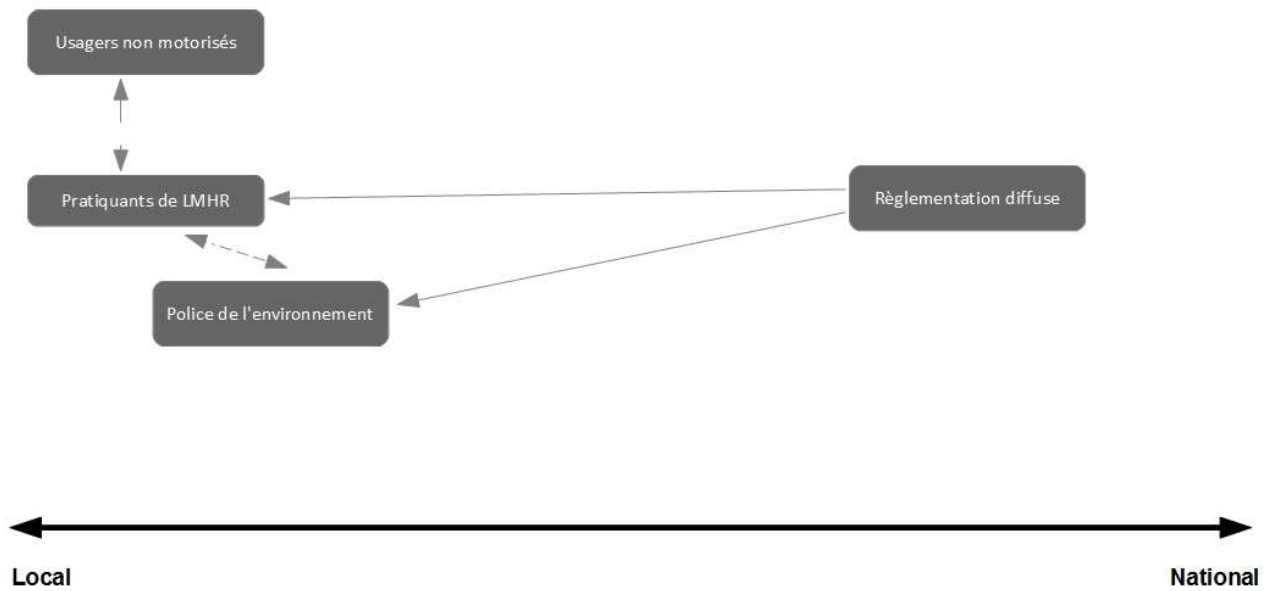 Usagers non motorisés
Pratiquants de LMHR
Règlementation diffuse
Police de l'environnement
Local
National